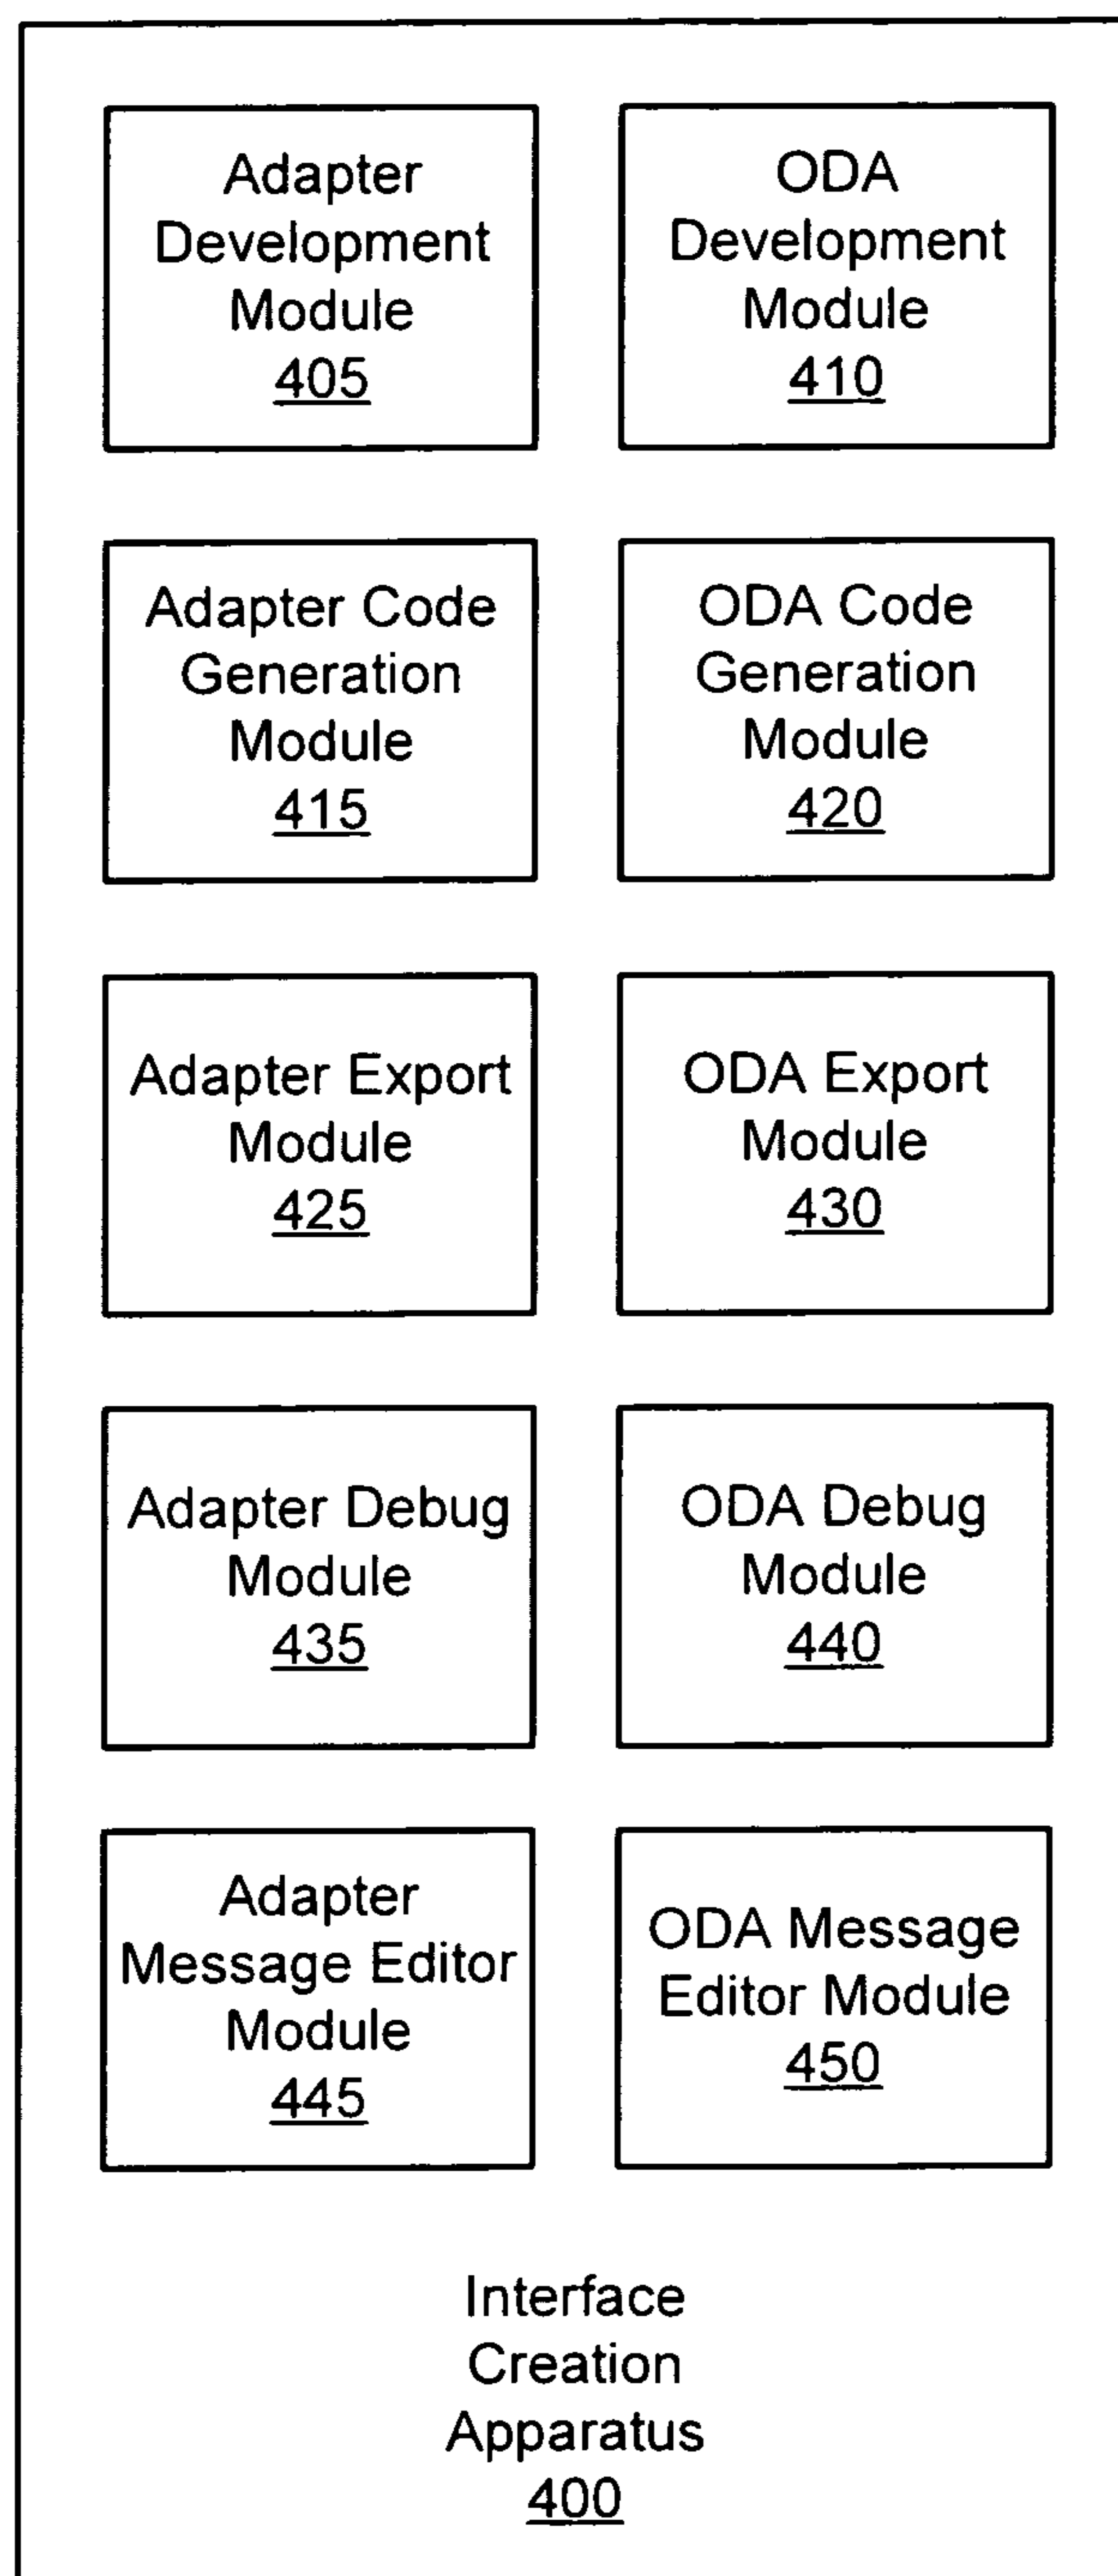 Adapter
Development
Module
405
ODA
Development
Module
410
Adapter Code
Generation
Module
415
ODA Code
Generation
Module
420
Adapter Export
Module
425
ODA Export
Module
430
Adapter Debug
Module
435
ODA Debug
Module
440
Adapter
Message Editor
Module
445
ODA Message
Editor Module
450
Interface
Creation
Apparatus
400